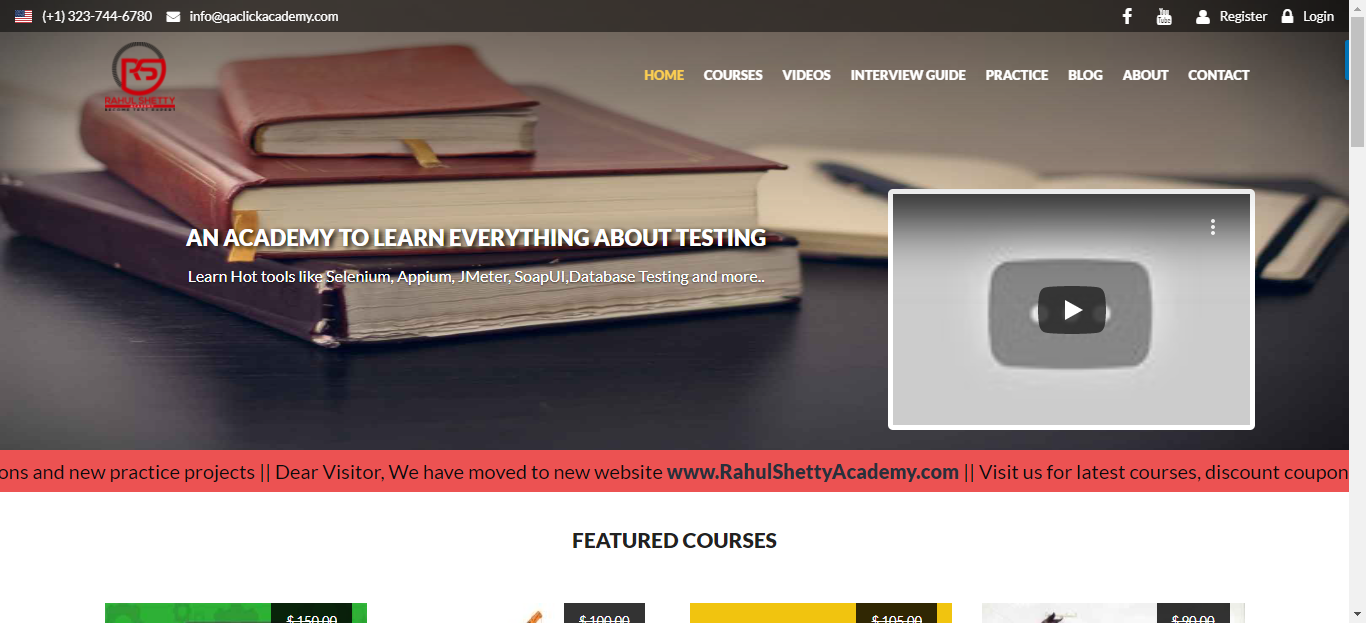 (+1) 323-744-6780 info@qaclickacademy.com Register Login
RS
RAHUL SHETTY
HOME COURSES VIDEOS INTERVIEW GUIDE PRACTICE BLOG ABOUT CONTACT
AN ACADEMY TO LEARN EVERYTHING ABOUT TESTING
Learn Hot tools like Selenium, Appium, JMeter, SoapUI,Database Testing and more..
ons and new practice projects || Dear Visitor, We have moved to new website www.RahulShettyAcademy.com || Visit us for latest courses, discount coupon
FEATURED COURSES
$ 150.00 $ 100.00 $ 105.00 $ 90.00